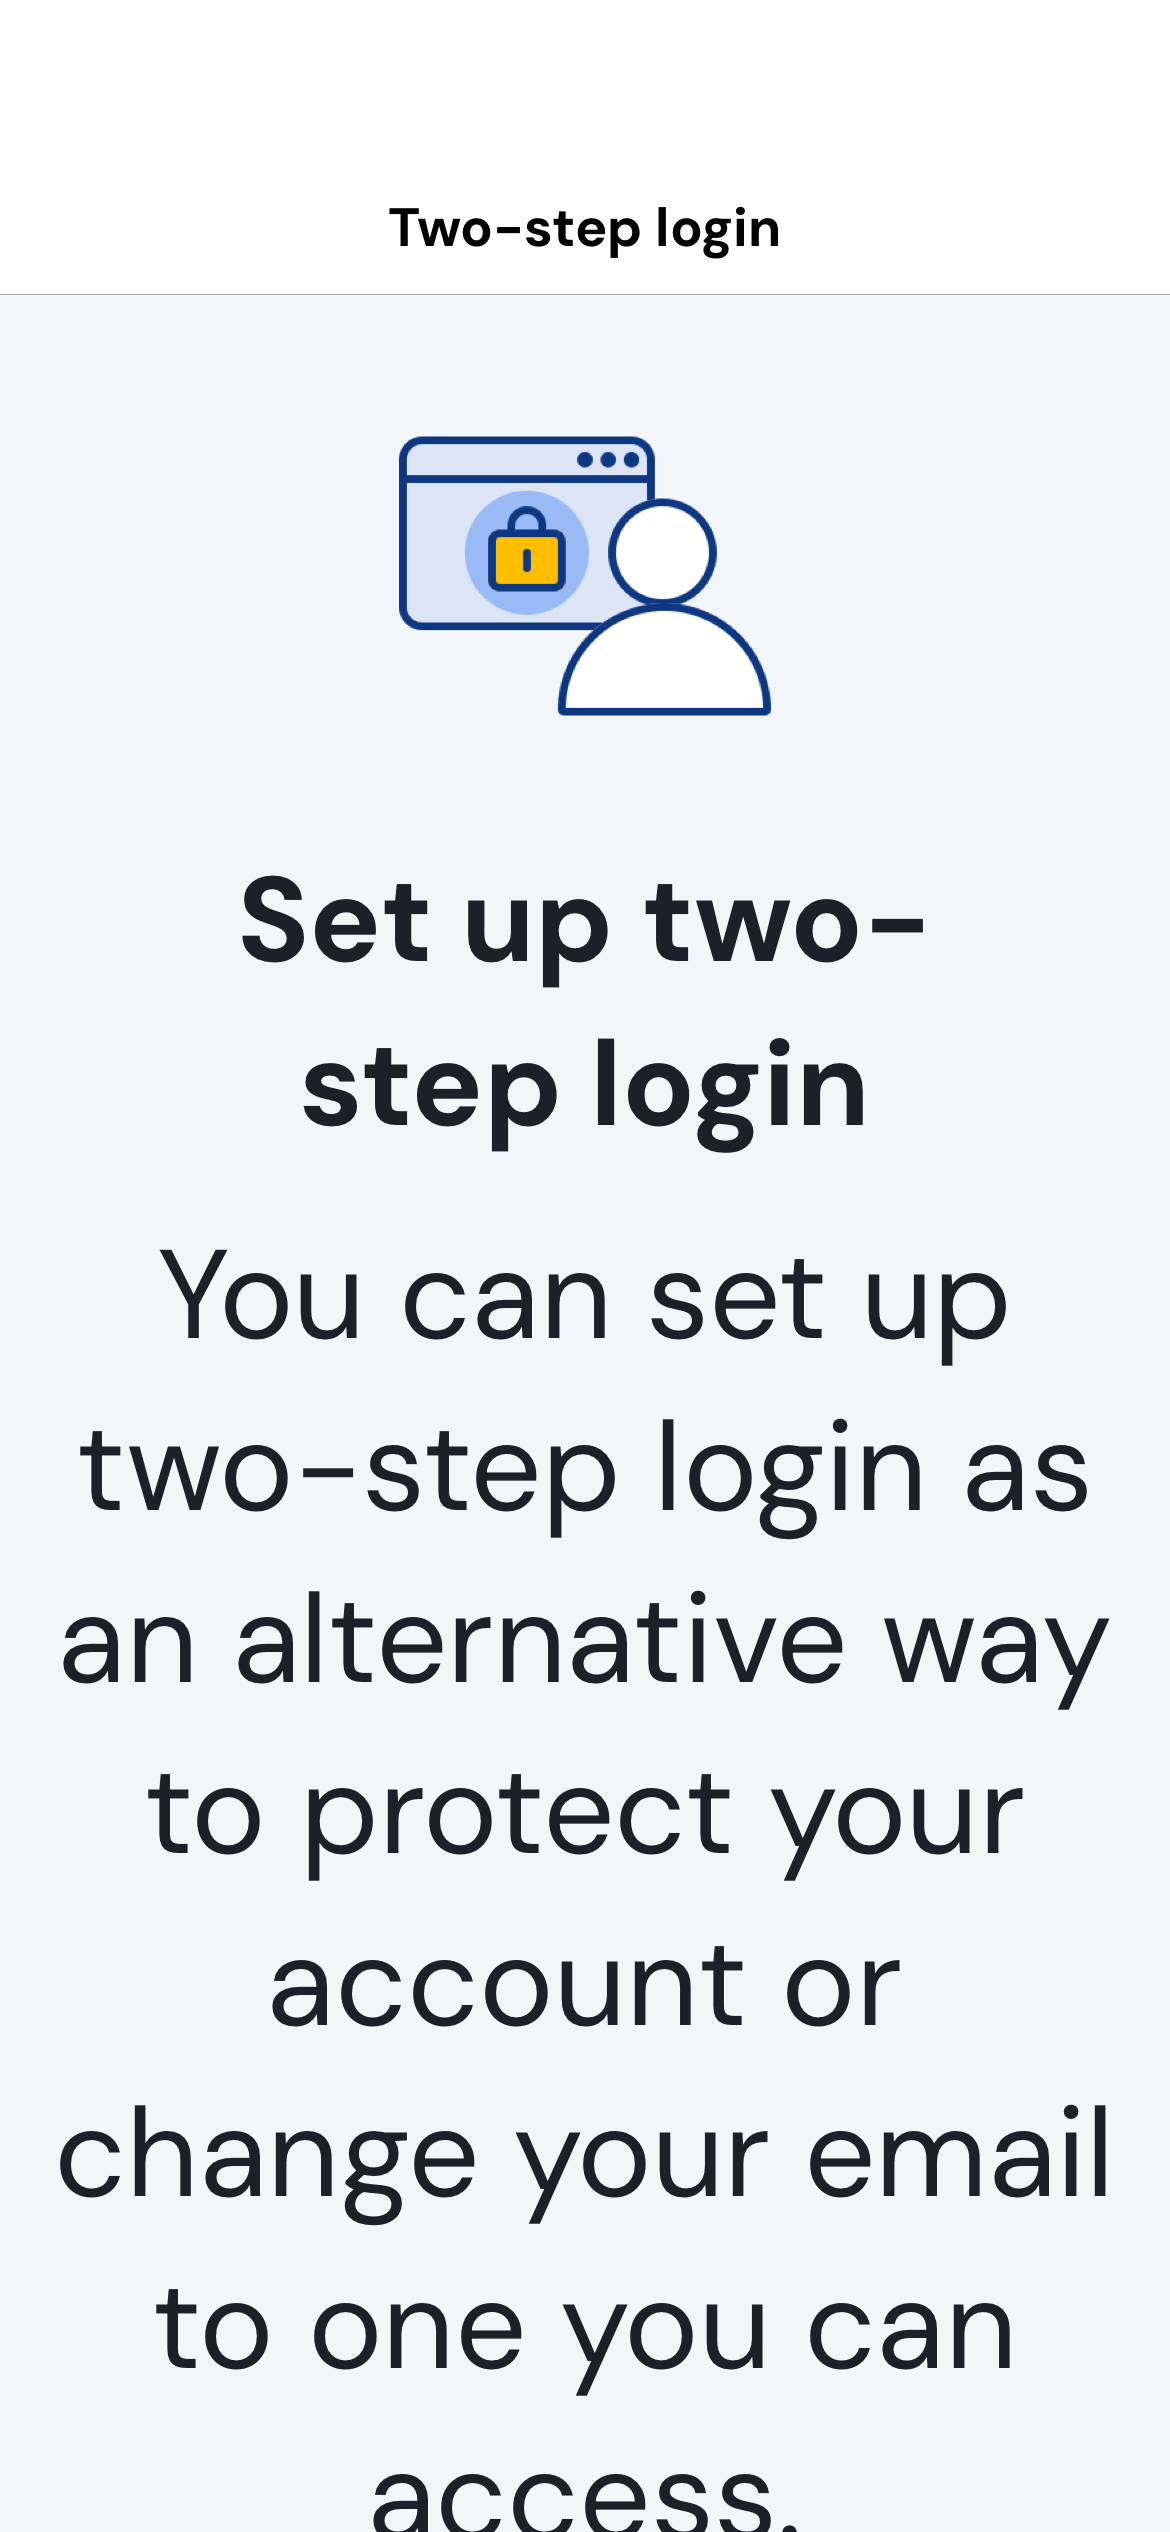 Two-step login
Set up two-
step login
You can set up
two-step login as
an alternative way
to protect your
account or
change your email
to one you can
access.